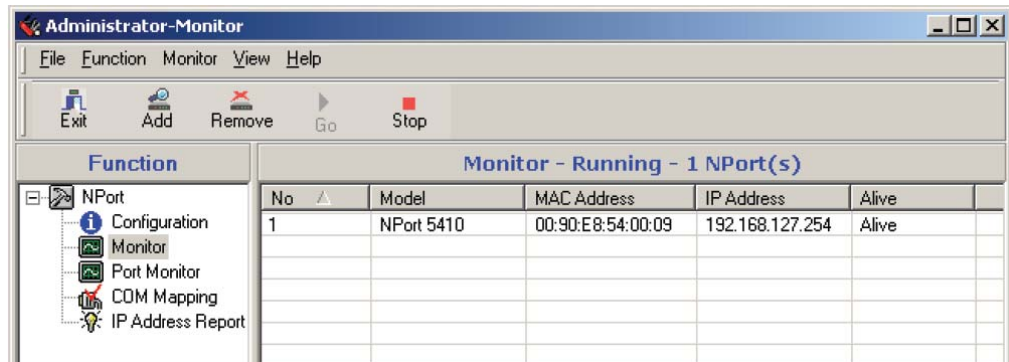 Administrator-Monitor
File Function Monitor View Help
Exit Add Remove Go Stop
Function
Monitor - Running - 1 NPort(s)
NPort
Configuration
Monitor
Port Monitor
COM Mapping
IP Address Report
No Model MAC Address IP Address Alive
1 NPort 5410 00:90:E8:54:00:09 192.168.127.254 Alive